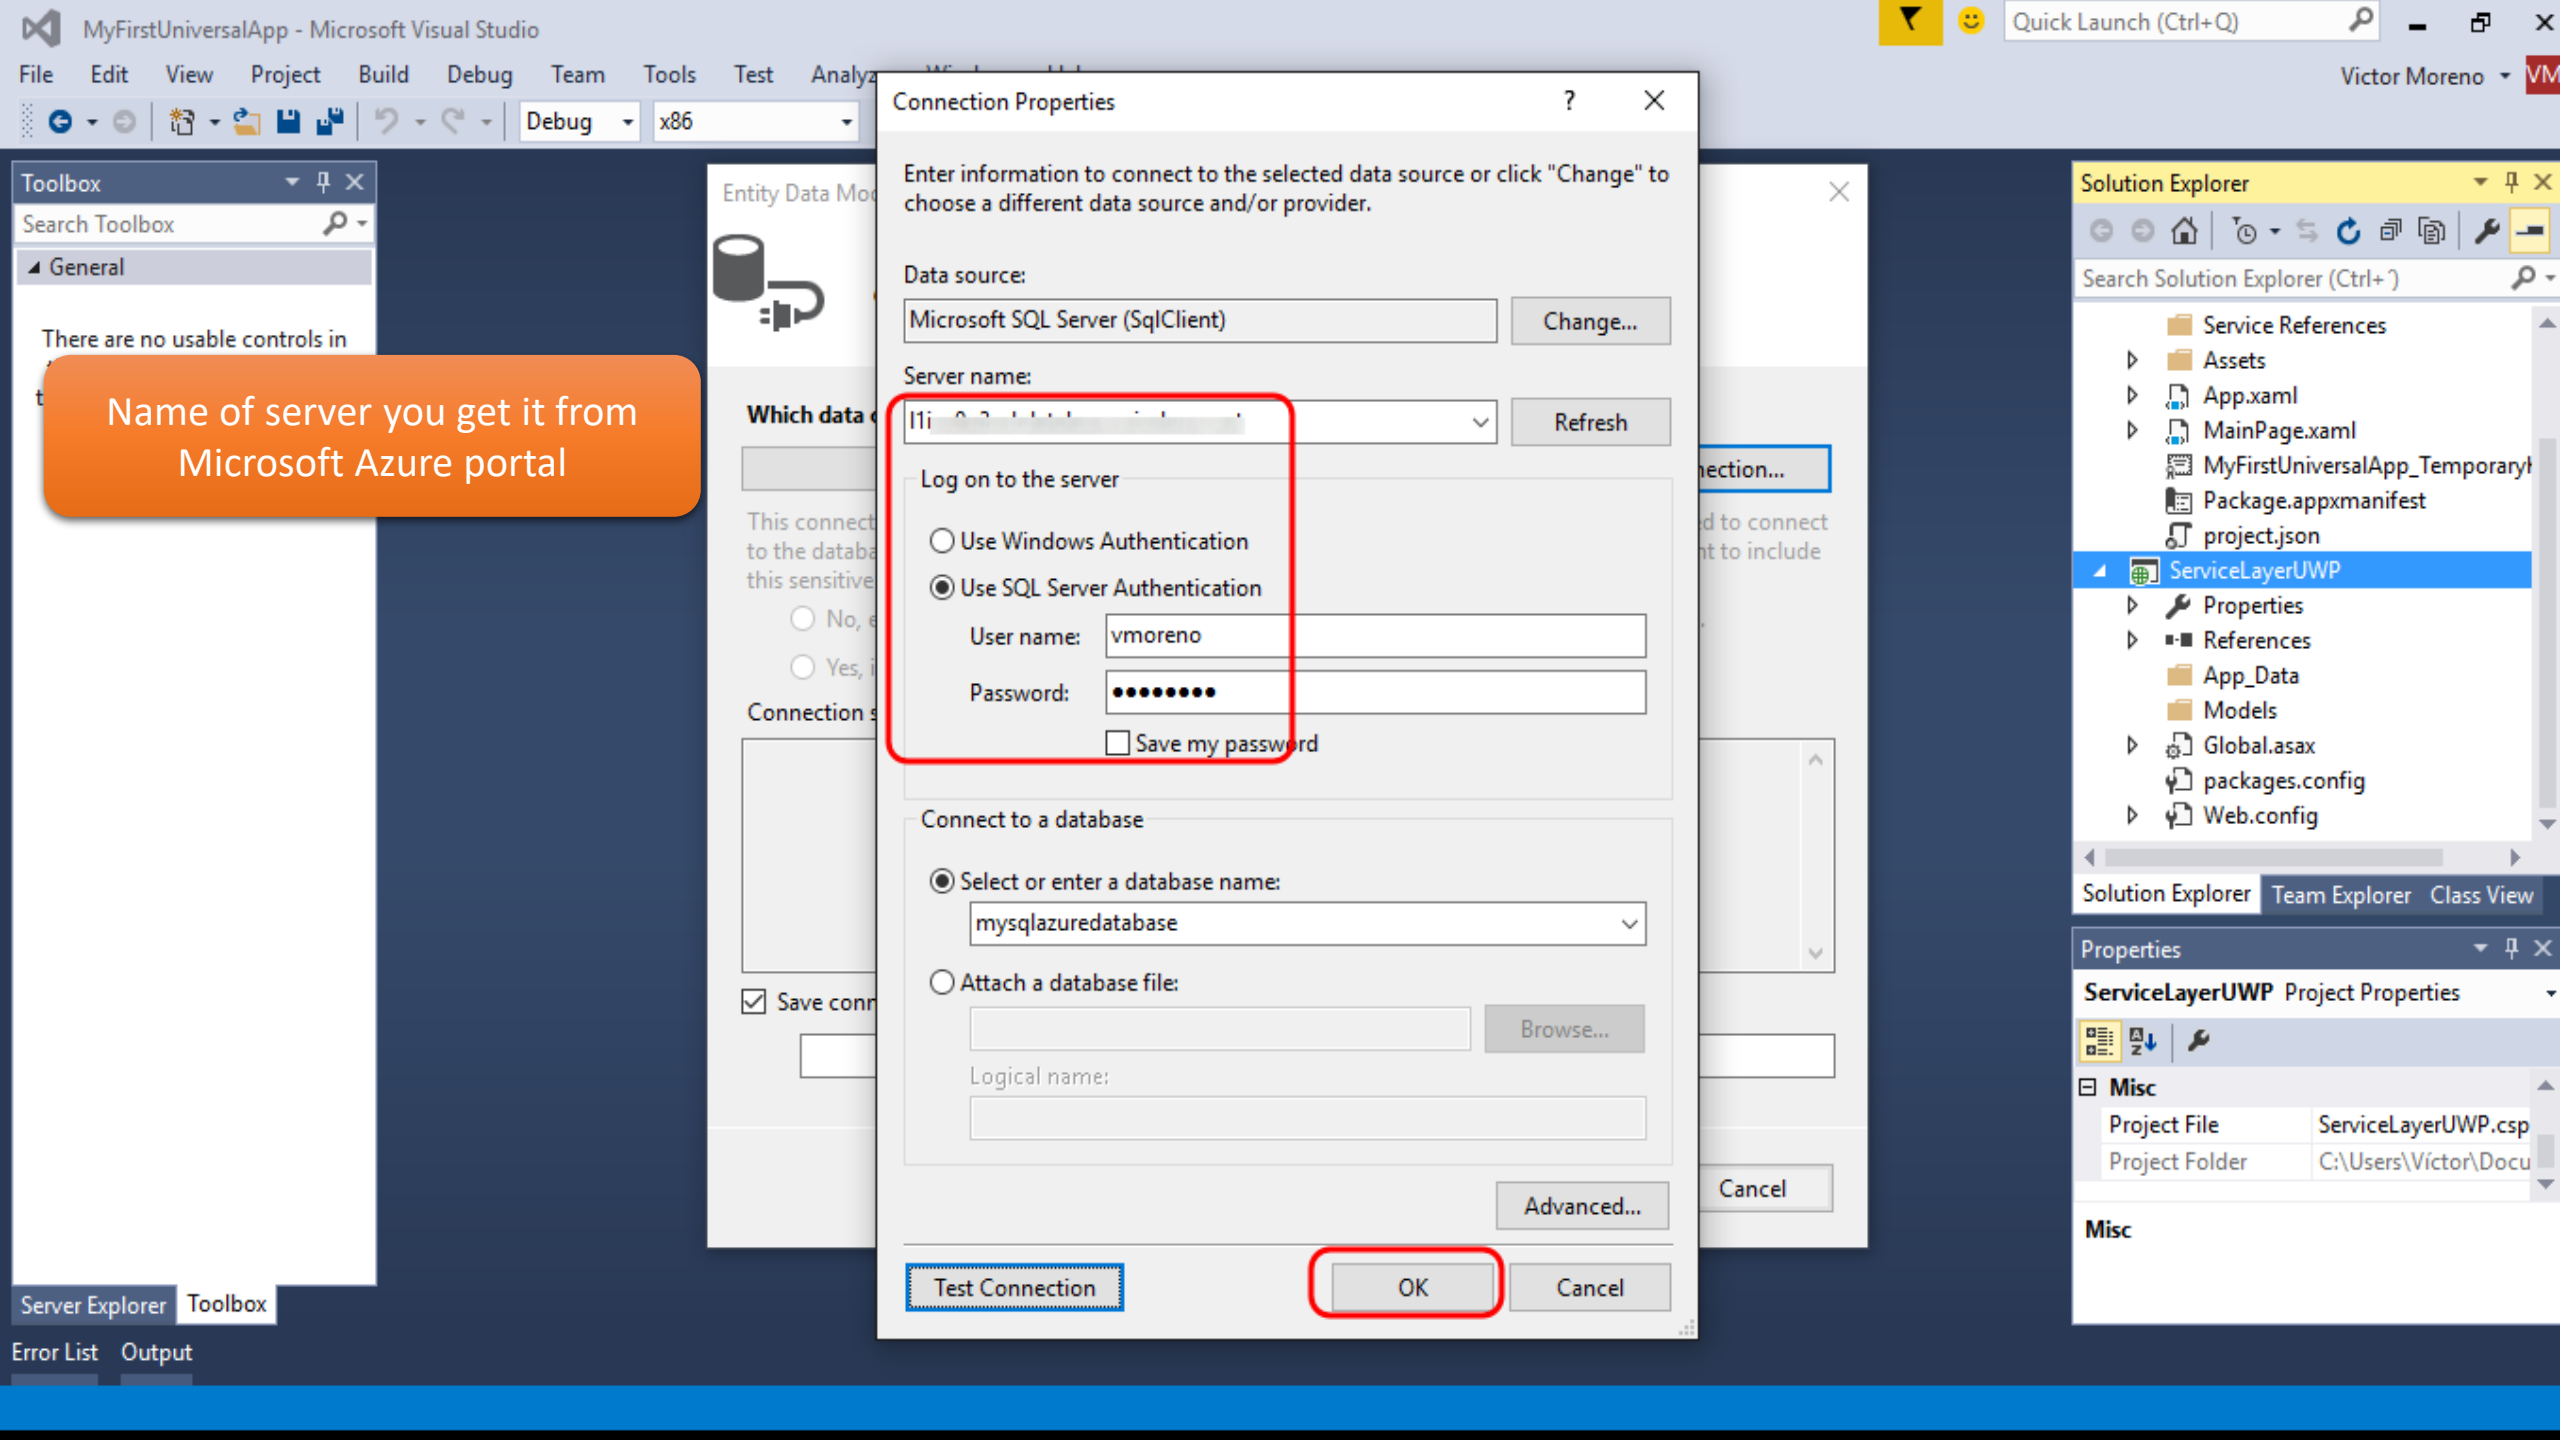 MyFirstUniversalApp - Microsoft Visual Studio
Quick Launch (Ctrl+Q)
File Edit View Project Build Debug Team Tools Test Analyz
Victor Moreno VM
Debug x86
Toolbox
Search Toolbox
General
There are no usable controls in
Name of server you get it from
Microsoft Azure portal
Server Explorer Toolbox
Error List Output
Entity Data Mod
Which data
nection...
This connect
d to connect
to the databa
nt to include
this sensitive
No, e
Yes, i
Connection s
Save conn
Cancel
Connection Properties
Enter information to connect to the selected data source or click "Change" to
choose a different data source and/or provider.
Data source:
Microsoft SQL Server (SqlClient)
Change...
Server name:
Refresh
Log on to the server
Use Windows Authentication
Use SQL Server Authentication
User name: vmoreno
Password: ••••••••
Save my password
Connect to a database
Select or enter a database name:
mysqlazuredatabase
Attach a database file:
Browse...
Logical name:
Advanced...
Test Connection OK Cancel
Solution Explorer
Search Solution Explorer (Ctrl+´)
Service References
Assets
App.xaml
MainPage.xaml
MyFirstUniversalApp_Temporary
Package.appxmanifest
project.json
ServiceLayerUWP
Properties
References
App_Data
Models
Global.asax
packages.config
Web.config
Solution Explorer Team Explorer Class View
Properties
ServiceLayerUWP Project Properties
Misc
Project File ServiceLayerUWP.csp
Project Folder C:\Users\Víctor\Docu
Misc